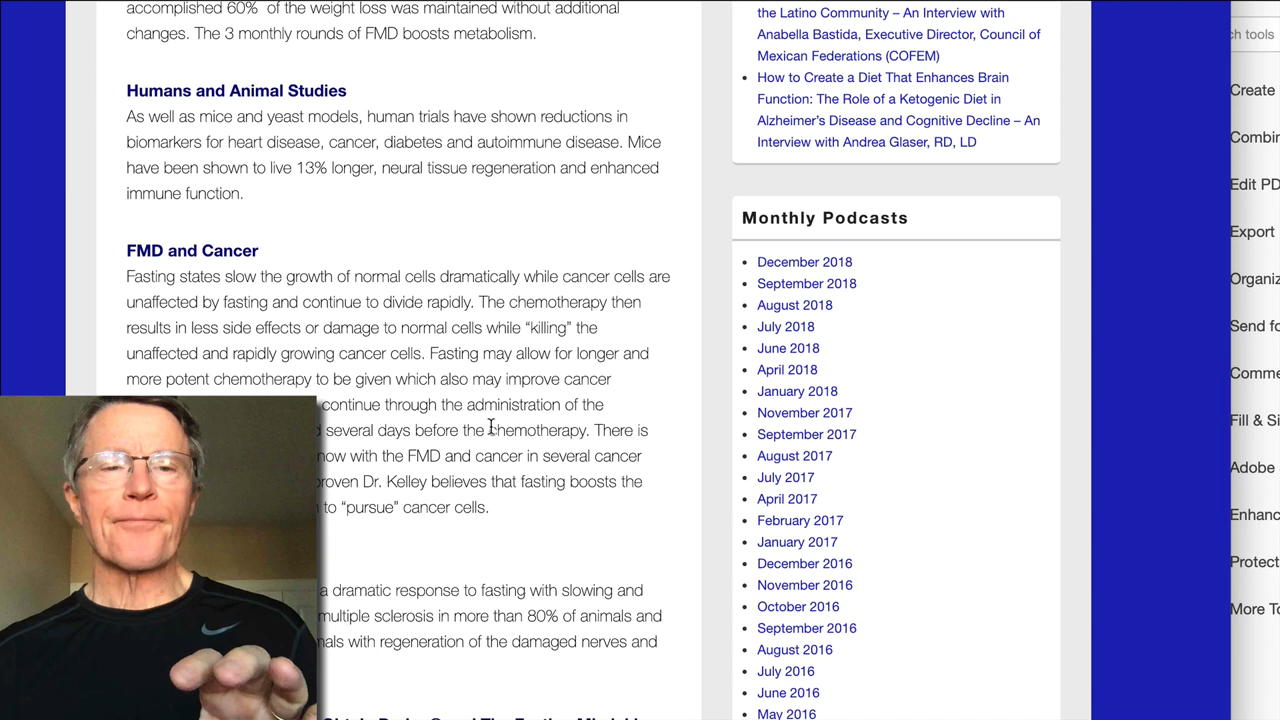 accomplished 60% of the weight loss was maintained without additional
changes. The 3 monthly rounds of FMD boosts metabolism.
Humans and Animal Studies
As well as mice and yeast models, human trials have shown reductions in
biomarkers for heart disease, cancer, diabetes and autoimmune disease. Mice
have been shown to live 13% longer, neural tissue regeneration and enhanced
immune function.
FMD and Cancer
Fasting states slow the growth of normal cells dramatically while cancer cells are
unaffected by fasting and continue to divide rapidly. The chemotherapy then
results in less side effects or damage to normal cells while “killing” the
unaffected and rapidly growing cancer cells. Fasting may allow for longer and
more potent chemotherapy to be given which also may improve cancer
continue through the administration of the
several days before the chemotherapy. There is
now with the FMD and cancer in several cancer
Dr. Kelley believes that fasting boosts the
to “pursue” cancer cells.
a dramatic response to fasting with slowing and
multiple sclerosis in more than 80% of animals and
with regeneration of the damaged nerves and
the Latino Community – An Interview with
Anabella Bastida, Executive Director, Council of
Mexican Federations (COFEM)
How to Create a Diet That Enhances Brain
Function: The Role of a Ketogenic Diet in
Alzheimer’s Disease and Cognitive Decline – An
Interview with Andrea Glaser, RD, LD
Monthly Podcasts
December 2018
September 2018
August 2018
July 2018
June 2018
April 2018
January 2018
November 2017
September 2017
August 2017
July 2017
April 2017
February 2017
January 2017
December 2016
November 2016
October 2016
September 2016
August 2016
July 2016
June 2016
May 2016
tools
Create
Edit
Export
Send
Fill &
Adobe
Protect
More